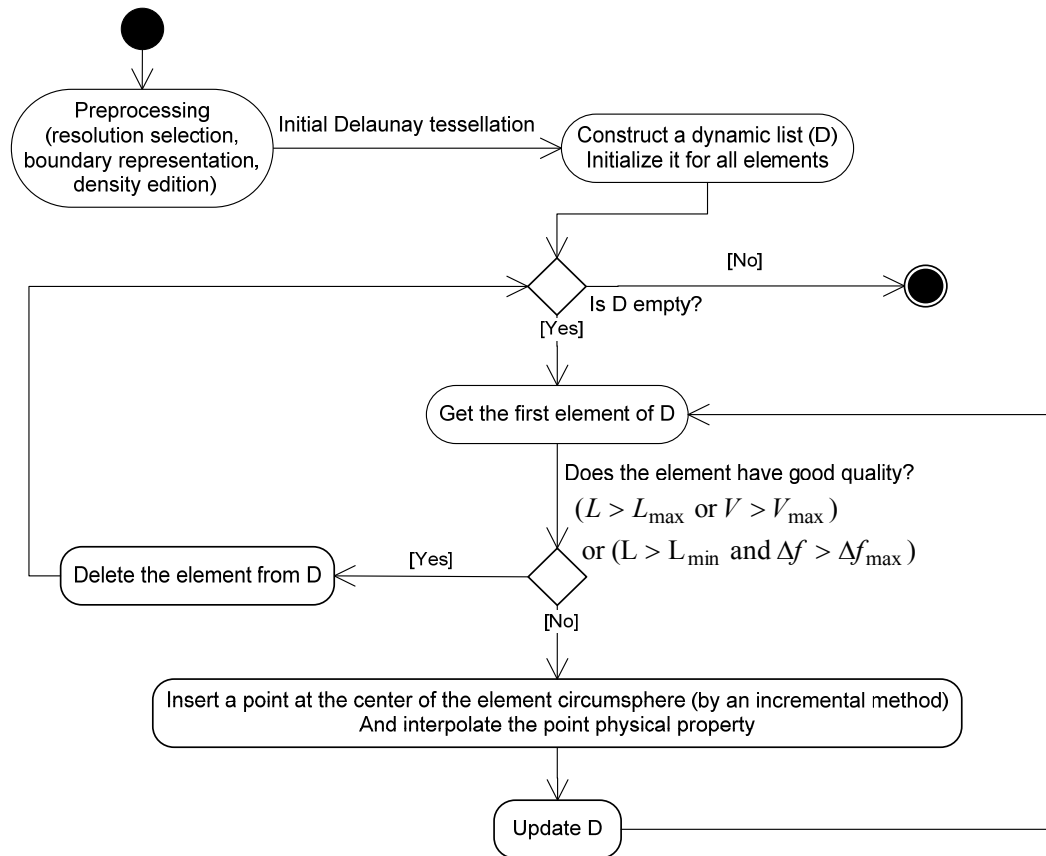 Preprocessing
(resolution selection,
boundary representation,
density edition)
Initial Delaunay tessellation
Construct a dynamic list (D)
Initialize it for all elements
[No]
Is D empty?
[Yes]
Get the first element of D
Does the element have good quality?
(L > Lmax or V > Vmax)
or (L > Lmin and Δf > Δfmax)
[Yes]
Delete the element from D
[No]
Insert a point at the center of the element circumsphere (by an incremental method)
And interpolate the point physical property
Update D